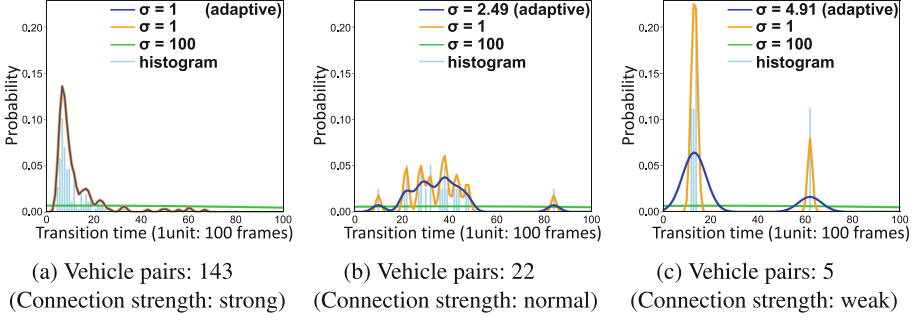 σ = 1 (adaptive)
σ = 1
σ = 100
histogram
Probability
0.20
0.15
0.10
0.05
0.00
0 20 40 60 80 100
Transition time (1unit: 100 frames)
(a) Vehicle pairs: 143
(Connection strength: strong)
σ = 2.49 (adaptive)
σ = 1
σ = 100
histogram
Probability
0.20
0.15
0.10
0.05
0.00
0 20 40 60 80 100
Transition time (1unit: 100 frames)
(b) Vehicle pairs: 22
(Connection strength: normal)
σ = 4.91 (adaptive)
σ = 1
σ = 100
histogram
Probability
0.20
0.15
0.10
0.05
0.00
0 20 40 60 80 100
Transition time (1unit: 100 frames)
(c) Vehicle pairs: 5
(Connection strength: weak)